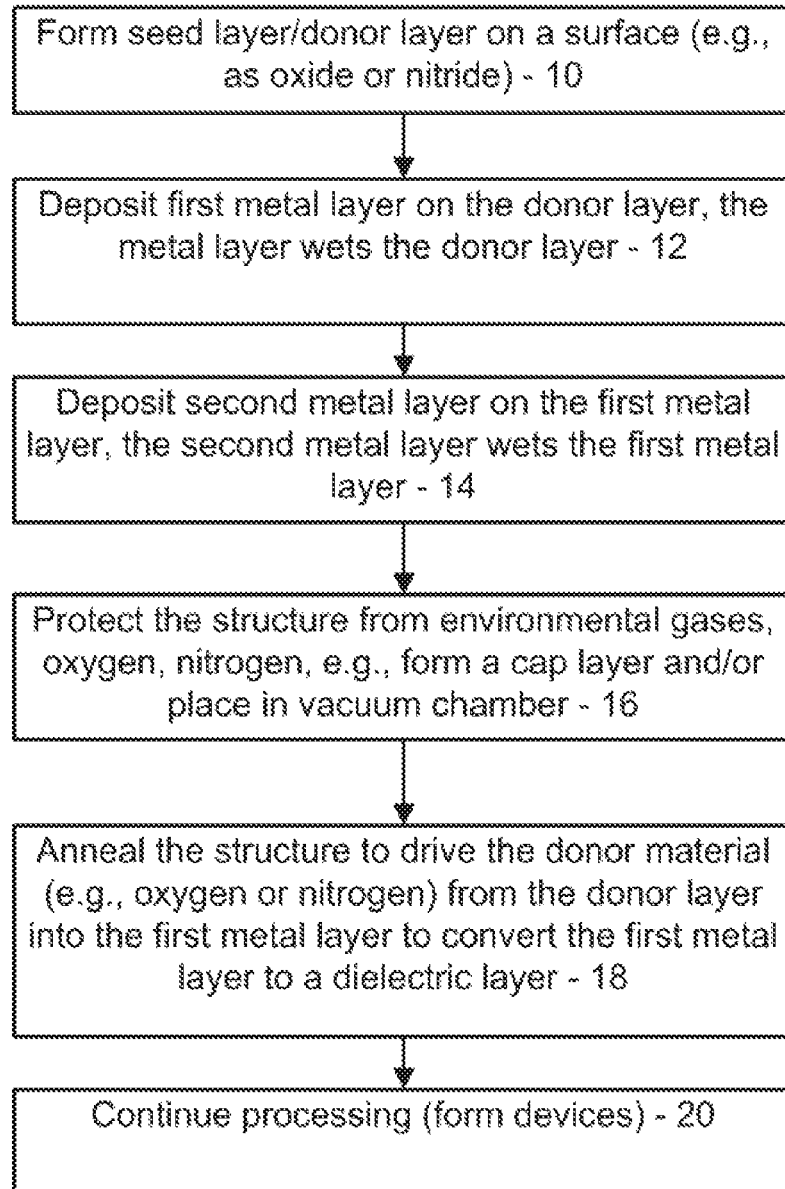 Form seed layer/donor layer on a surface (e.g.,
as oxide or nitride) - 10
Deposit first metal layer on the donor layer, the
metal layer wets the donor layer - 12
Deposit second metal layer on the first metal
layer, the second metal layer wets the first metal
layer - 14
Protect the structure from environmental gases,
oxygen, nitrogen, e.g., form a cap layer and/or
place in vacuum chamber - 16
Anneal the structure to drive the donor material
(e.g., oxygen or nitrogen) from the donor layer
into the first metal layer to convert the first metal
layer to a dielectric layer - 18
Continue processing (form devices) - 20